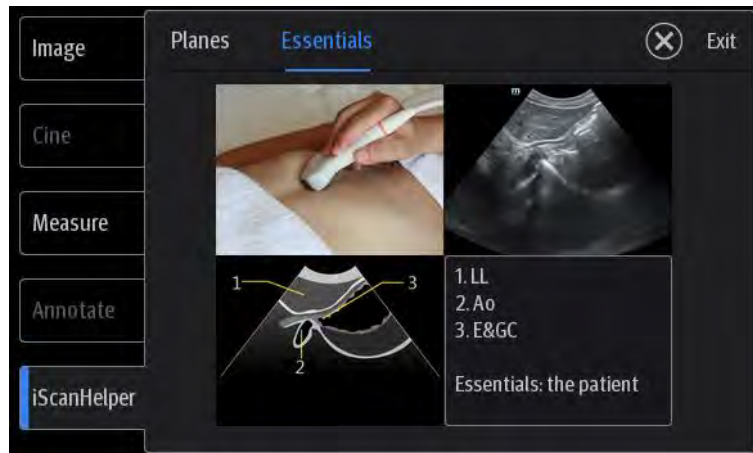 Planes
Essentials
Exit
Image
Cine
Measure
Annotate
iScanHelper
m
1
3
2
1. LL
2. Ao
3. E&GC
Essentials: the patient